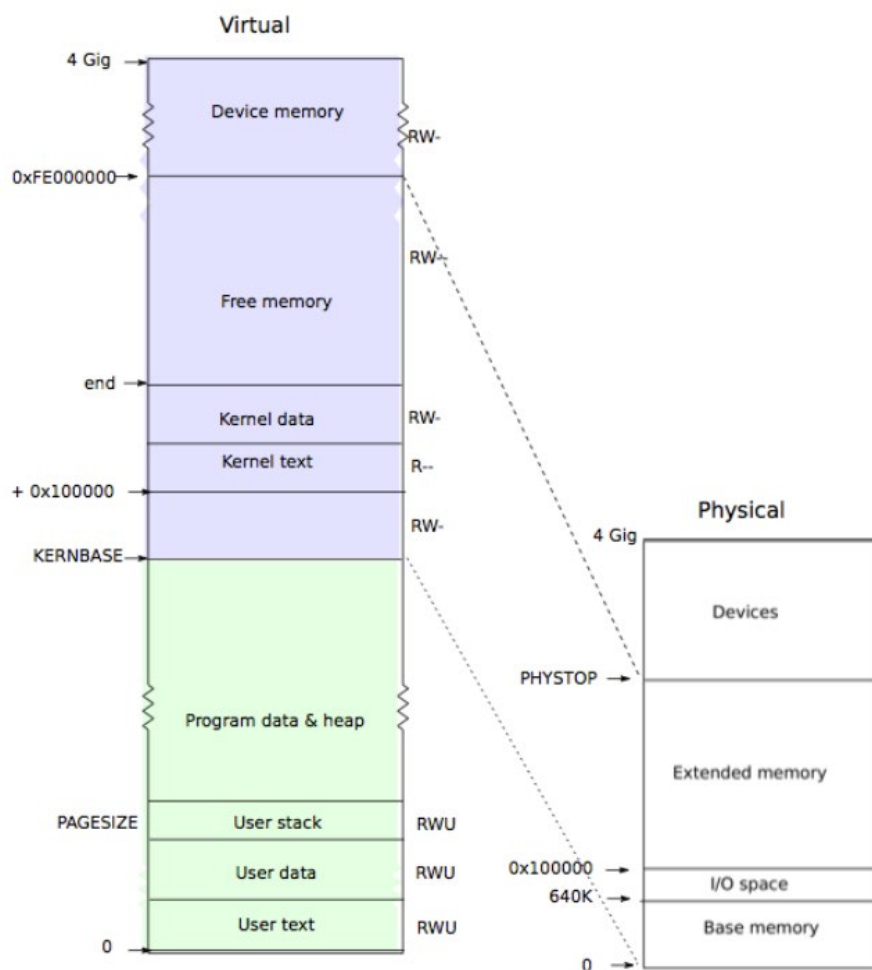 Virtual
4 Gig
Device memory
RW-
0xFE000000
RW--
Free memory
end
Kernel data
RW-
Kernel text
R--
+ 0x100000
RW-
KERNBASE
Program data & heap
PAGESIZE
User stack
RWU
User data
RWU
User text
RWU
0
Physical
4 Gig
Devices
PHYSTOP
Extended memory
0x100000
I/O space
640K
Base memory
0